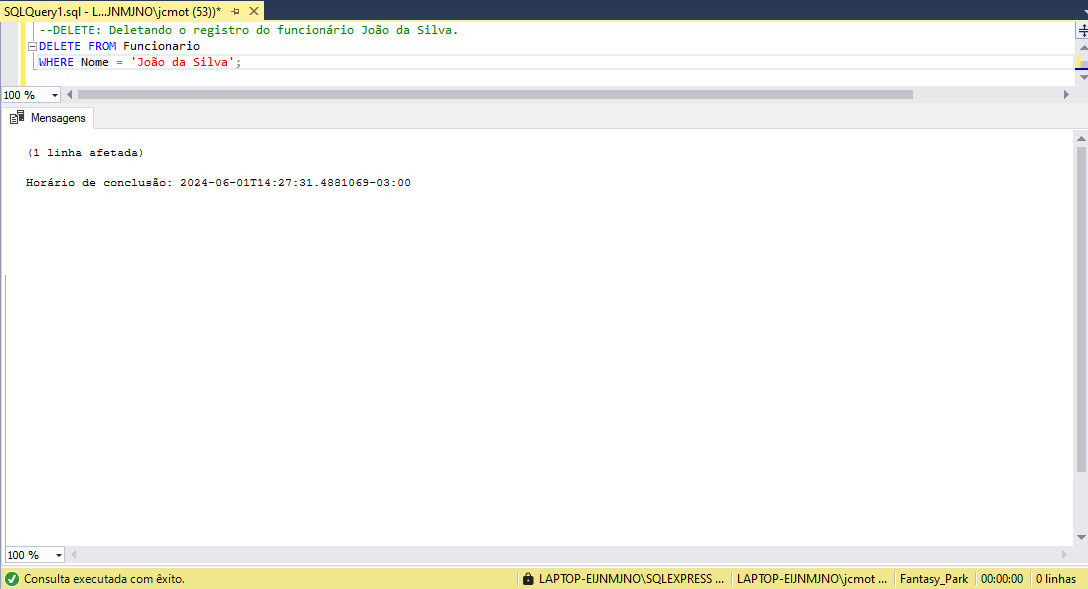 SQLQuery1.sql - L...JNMJNO\jcmot (53))*
--DELETE: Deletando o registro do funcionário João da Silva.
DELETE FROM Funcionario
WHERE Nome = 'João da Silva';
100 %
Mensagens
(1 linha afetada)
Horário de conclusão: 2024-06-01T14:27:31.4881069-03:00
100 %
Consulta executada com êxito.
LAPTOP-EIJNMJNO\SQLEXPRESS ... LAPTOP-EIJNMJNO\jcmot ... Fantasy_Park 00:00:00 0 linhas